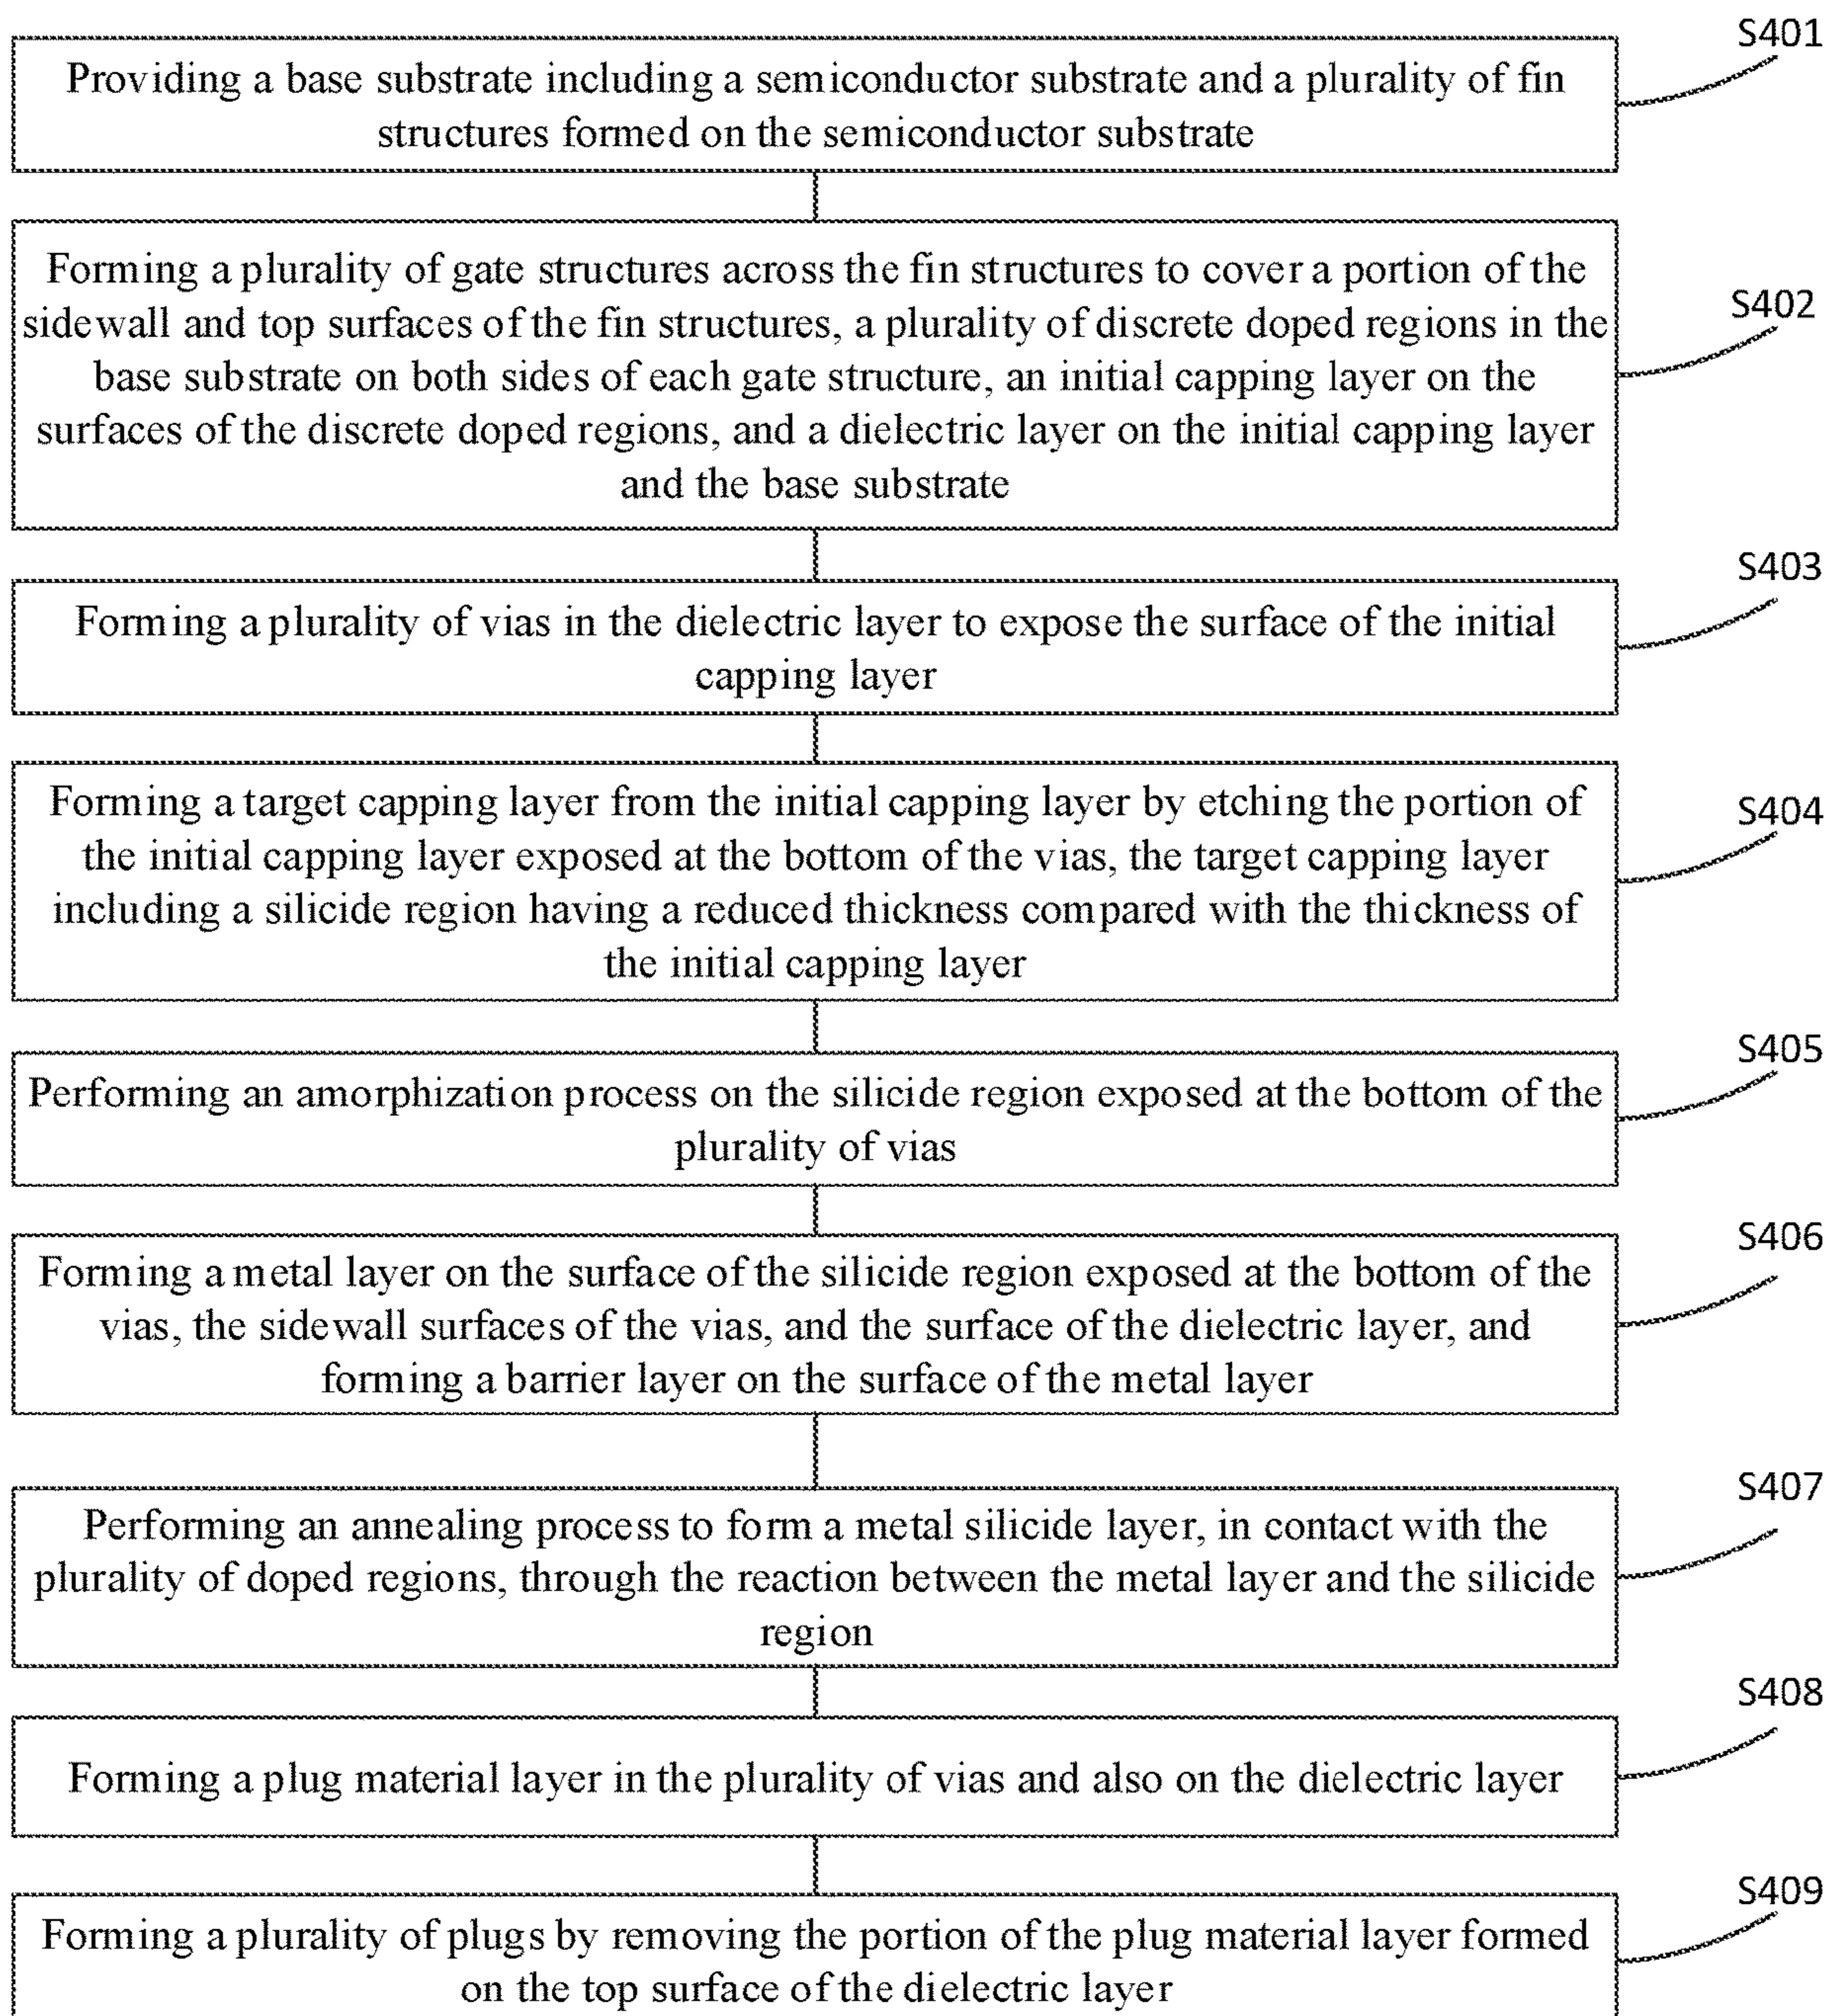 S401
Providing a base substrate including a semiconductor substrate and a plurality of fin
structures formed on the semiconductor substrate
S402
Forming a plurality of gate structures across the fin structures to cover a portion of the
sidewall and top surfaces of the fin structures, a plurality of discrete doped regions in the
base substrate on both sides of each gate structure, an initial capping layer on the
surfaces of the discrete doped regions, and a dielectric layer on the initial capping layer
and the base substrate
S403
Forming a plurality of vias in the dielectric layer to expose the surface of the initial
capping layer
S404
Forming a target capping layer from the initial capping layer by etching the portion of
the initial capping layer exposed at the bottom of the vias, the target capping layer
including a silicide region having a reduced thickness compared with the thickness of
the initial capping layer
S405
Performing an amorphization process on the silicide region exposed at the bottom of the
plurality of vias
S406
Forming a metal layer on the surface of the silicide region exposed at the bottom of the
vias, the sidewall surfaces of the vias, and the surface of the dielectric layer, and
forming a barrier layer on the surface of the metal layer
S407
Performing an annealing process to form a metal silicide layer, in contact with the
plurality of doped regions, through the reaction between the metal layer and the silicide
region
S408
Forming a plug material layer in the plurality of vias and also on the dielectric layer
S409
Forming a plurality of plugs by removing the portion of the plug material layer formed
on the top surface of the dielectric layer